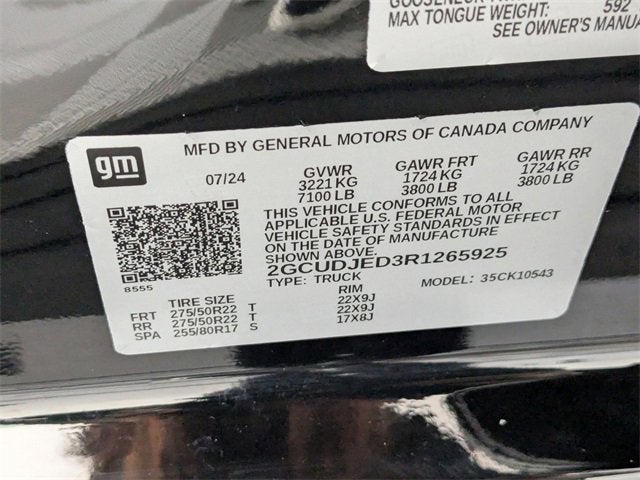 MAX TONGUE WEIGHT: 592
SEE OWNER'S MANUA
gm
MFD BY GENERAL MOTORS OF CANADA COMPANY
07/24 GVWR GAWR FRT GAWR RR
3221 KG 1724 KG 1724 KG
7100 LB 3800 LB 3800 LB
THIS VEHICLE CONFORMS TO ALL
APPLICABLE U.S. FEDERAL MOTOR
VEHICLE SAFETY STANDARDS IN EFFECT
ON THE DATE OF MANUFACTURE
SHOWN ABOVE.
2GCUDJED3R1265925
8555
TYPE: TRUCK MODEL: 35CK10543
TIRE SIZE RIM
FRT 275/50R22 T 22X9J
RR 275/50R22 T 22X9J
SPA 255/80R17 S 17X8J